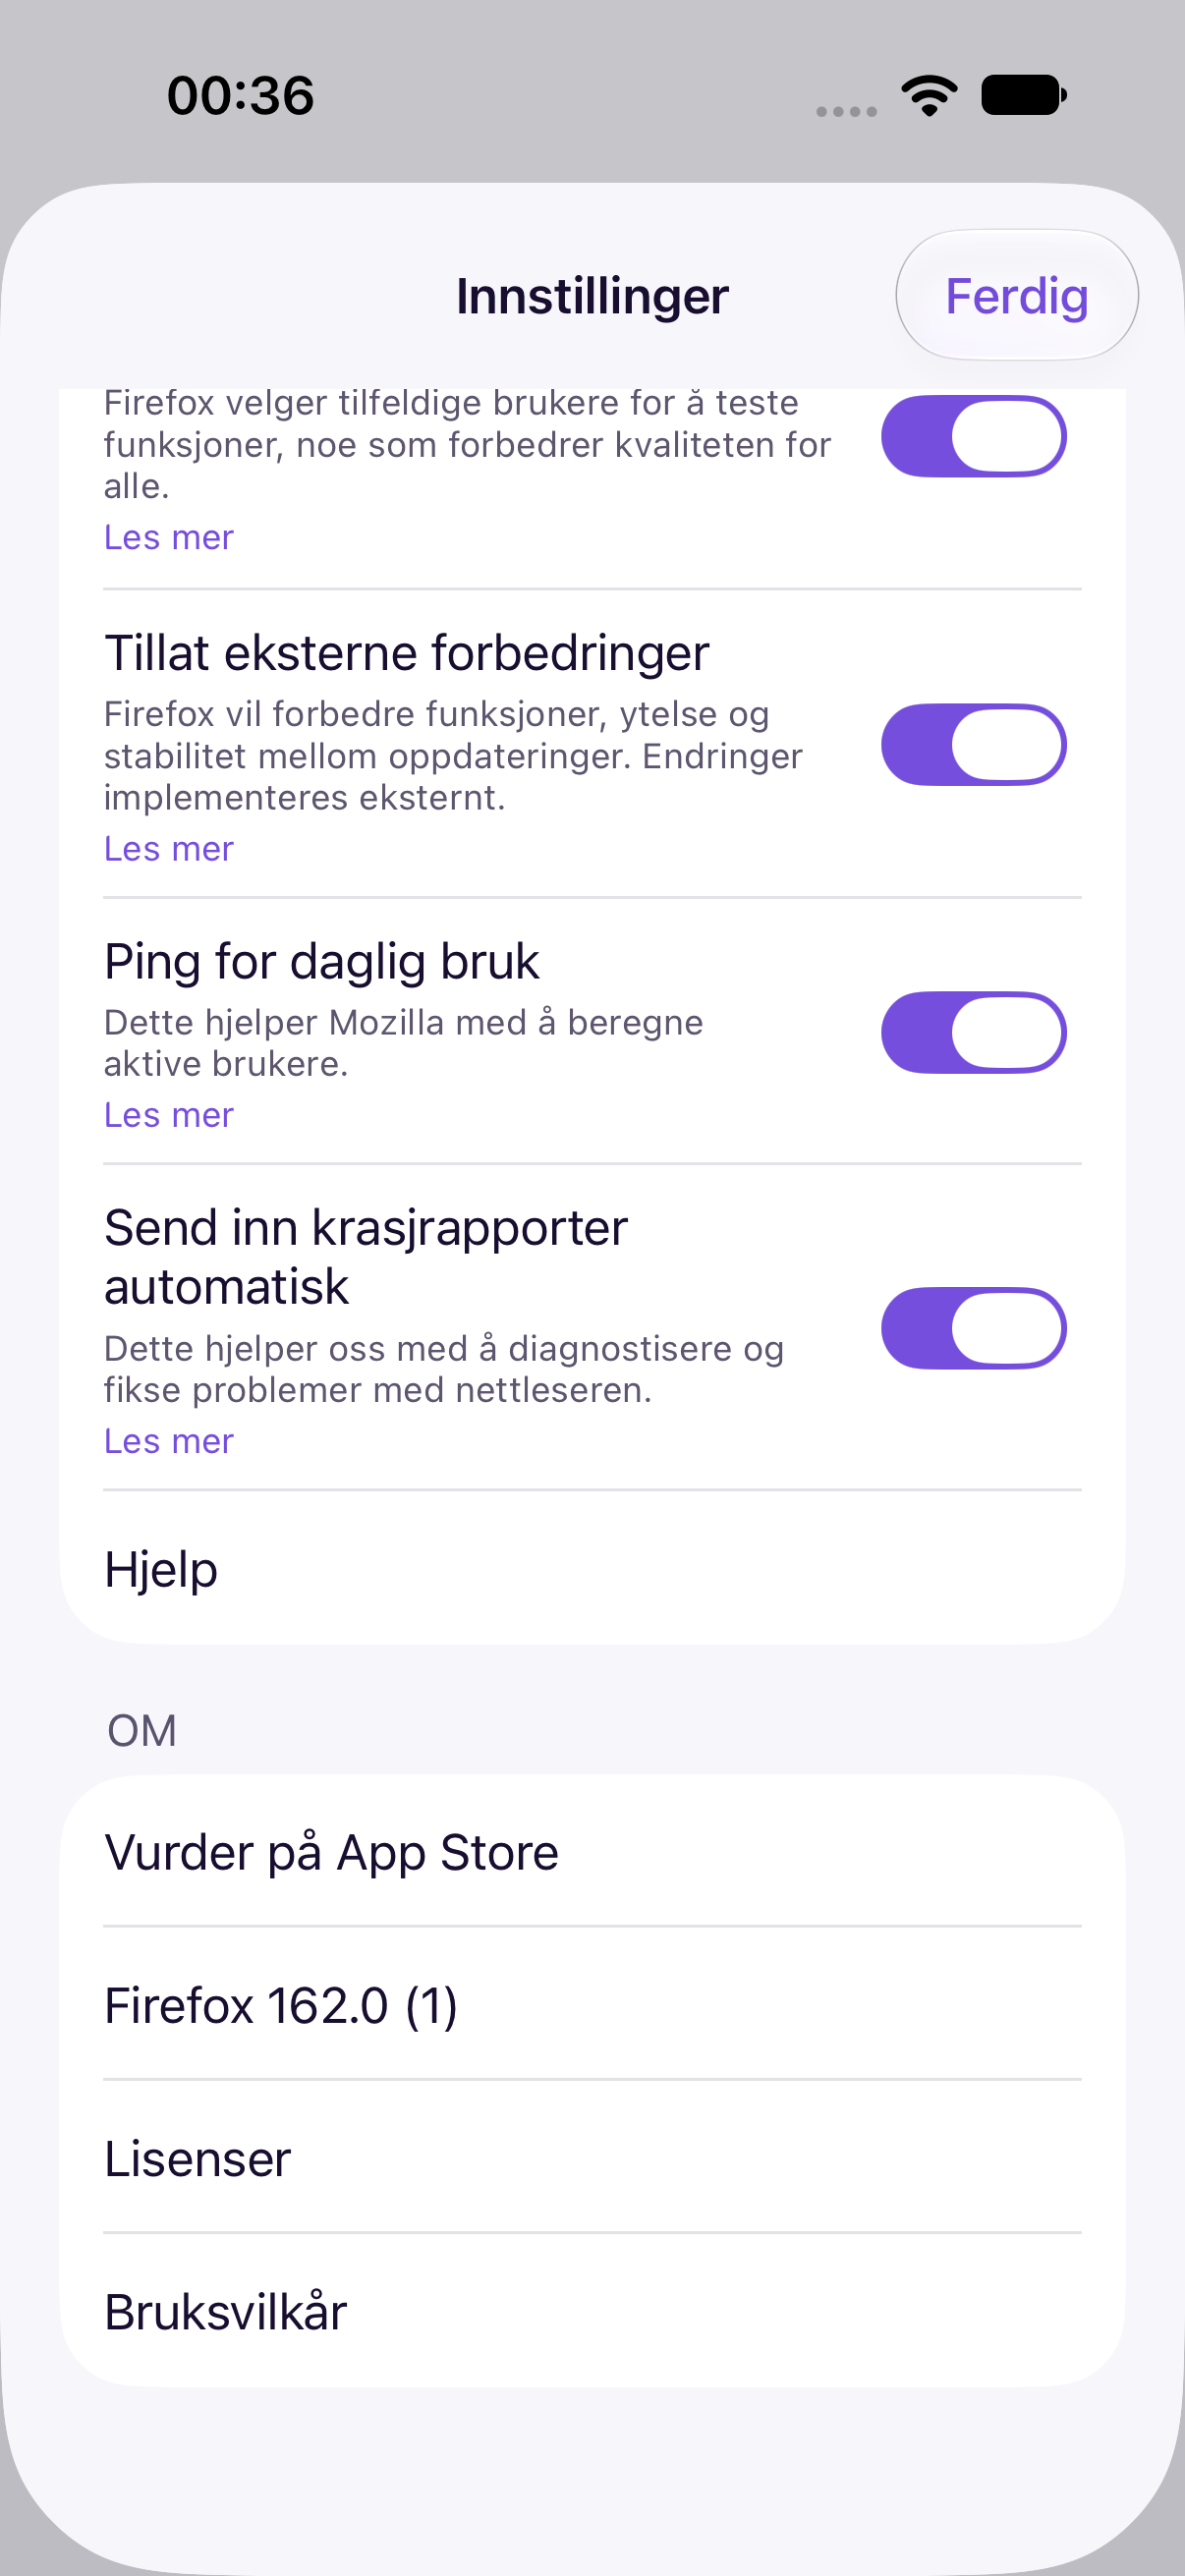 00:36
Innstillinger
Ferdig
Firefox velger tilfeldige brukere for å teste
funksjoner, noe som forbedrer kvaliteten for
alle.
Les mer
Tillat eksterne forbedringer
Firefox vil forbedre funksjoner, ytelse og
stabilitet mellom oppdateringer. Endringer
implementeres eksternt.
Les mer
Ping for daglig bruk
Dette hjelper Mozilla med å beregne
aktive brukere.
Les mer
Send inn krasjrapporter
automatisk
Dette hjelper oss med å diagnostisere og
fikse problemer med nettleseren.
Les mer
Hjelp
OM
Vurder på App Store
Firefox 162.0 (1)
Lisenser
Bruksvilkår